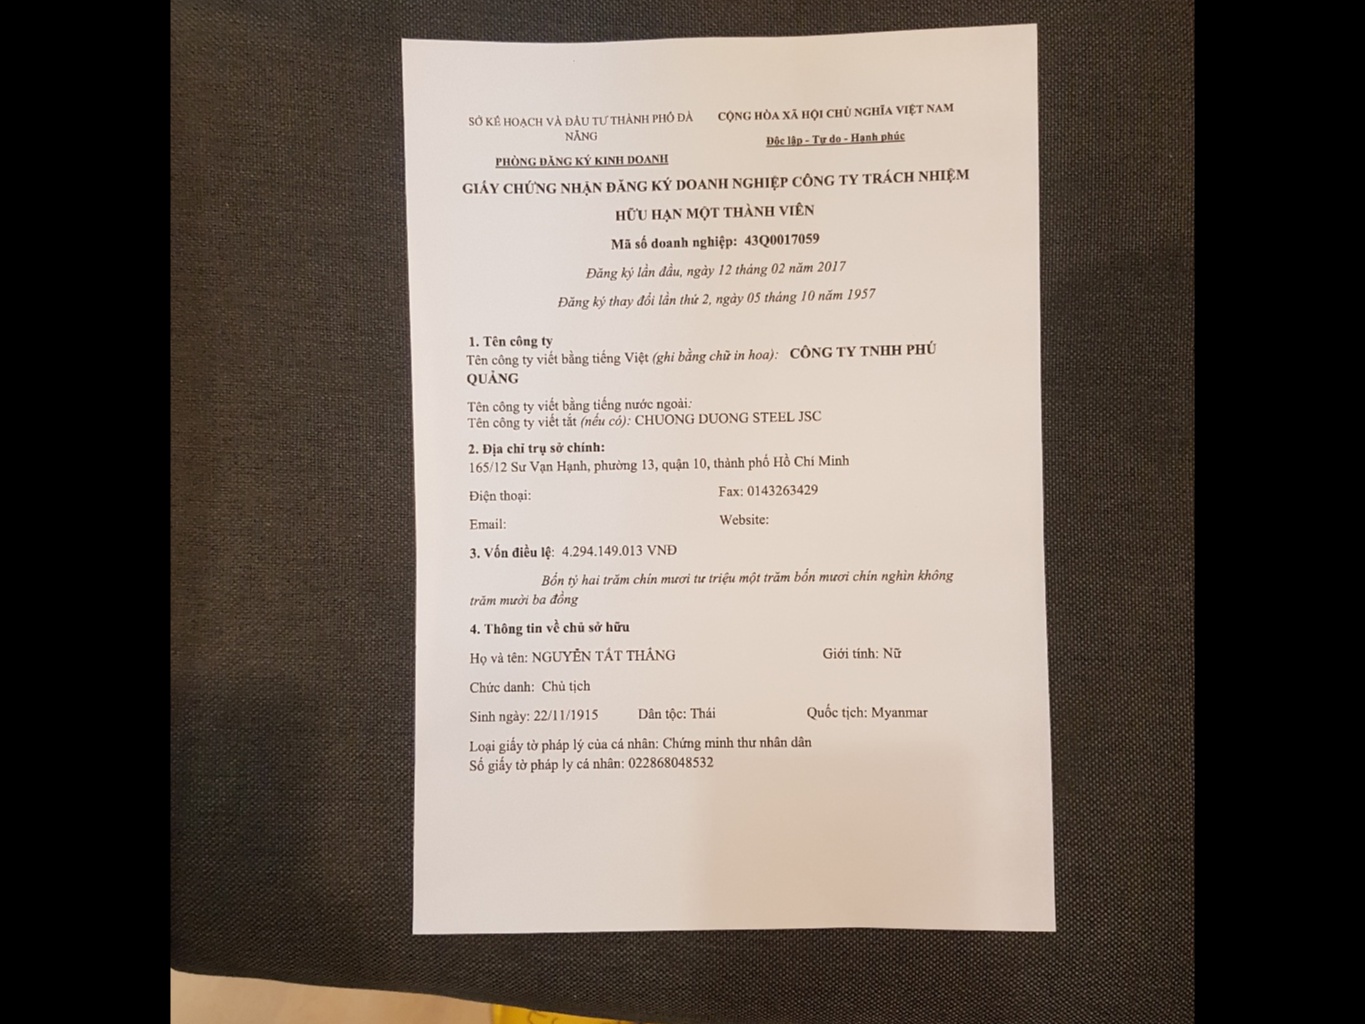 SỞ KẾ HOẠCH VÀ ĐẦU TƯ THÀNH PHỐ ĐÀ
NẴNG
PHÒNG ĐĂNG KÝ KINH DOANH
CỘNG HÒA XÃ HỘI CHỦ NGHĨA VIỆT NAM
Độc lập - Tự do - Hạnh phúc
GIẤY CHỨNG NHẬN ĐĂNG KÝ DOANH NGHIỆP CÔNG TY TRÁCH NHIỆM
HỮU HẠN MỘT THÀNH VIÊN
Mã số doanh nghiệp: 43Q0017059
Đăng ký lần đầu, ngày 12 tháng 02 năm 2017
Đăng ký thay đổi lần thứ 2, ngày 05 tháng 10 năm 1957
1. Tên công ty
Tên công ty viết bằng tiếng Việt (ghi bằng chữ in hoa): CÔNG TY TNHH PHÚ
QUẢNG
Tên công ty viết bằng tiếng nước ngoài:
Tên công ty viết tắt (nếu có): CHUONG DUONG STEEL JSC
2. Địa chỉ trụ sở chính:
165/12 Sư Vạn Hạnh, phường 13, quận 10, thành phố Hồ Chí Minh
Điện thoại: Fax: 0143263429
Email: Website:
3. Vốn điều lệ: 4.294.149.013 VNĐ
Bốn tỷ hai trăm chín mươi tư triệu một trăm bốn mươi chín nghìn không
trăm mười ba đồng
4. Thông tin về chủ sở hữu
Họ và tên: NGUYỄN TẤT THẮNG Giới tính: Nữ
Chức danh: Chủ tịch
Sinh ngày: 22/11/1915 Dân tộc: Thái Quốc tịch: Myanmar
Loại giấy tờ pháp lý của cá nhân: Chứng minh thư nhân dân
Số giấy tờ pháp ly cá nhân: 022868048532